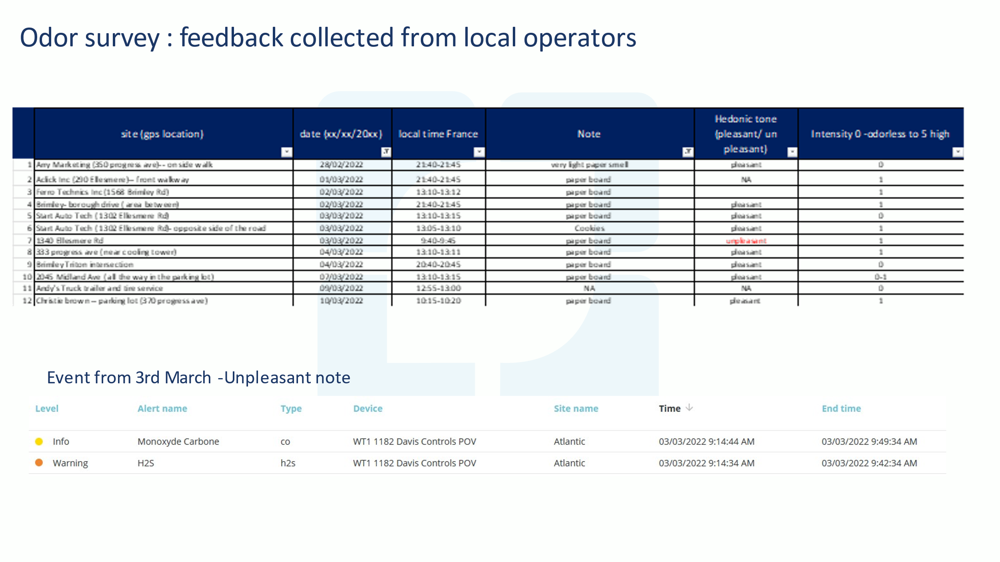 Odor survey : feedback collected from local operators
site (gps location) date (xx/xx/20xx) local time France Note Hedonic tone (pleasant/ un pleasant) Intensity 0 -odorless to 5 high
1 Any Marketing (350 progress ave)-- on side walk 28/02/2022 21:40-21:45 very light paper smell pleasant 0
2 Aclick Inc (290 Ellesmere)-- front walkway 01/03/2022 21:40-21:45 paper board NA 1
3 Ferro Technics Inc (1568 Brimley Rd) 02/03/2022 13:10-13:12 paper board 1
4 Brimley- borough drive ( area between) 02/03/2022 21:40-21:45 paper board pleasant 1
5 Start Auto Tech ( 1302 Ellesmere Rd) 03/03/2022 13:10-13:15 paper board pleasant 0
6 Start Auto Tech ( 1302 Ellesmere Rd)- opposite side of the road 03/03/2022 13:05-13:10 Cookies pleasant 1
7 1340 Ellesmere Rd 03/03/2022 9:40-9:45 paper board unpleasant 1
8 333 progress ave (near cooling tower) 04/03/2022 13:10-13:11 paper board pleasant 1
9 Brimley Triton intersection 04/03/2022 20:40-20:45 paper board pleasant 0
10 2045 Midland Ave (all the way in the parking lot) 07/03/2022 13:10-13:15 paper board pleasant 0-1
11 Andy's Truck trailer and tire service 09/03/2022 12:55-13:00 NA NA 0
12 Christie brown -- parking lot (370 progress ave) 10/03/2022 10:15-10:20 paper board pleasant 1
Event from 3rd March -Unpleasant note
Level Alert name Type Device Site name Time End time
Info Monoxyde Carbone co WT1 1182 Davis Controls POV Atlantic 03/03/2022 9:14:44 AM 03/03/2022 9:49:34 AM
Warning H2S h2s WT1 1182 Davis Controls POV Atlantic 03/03/2022 9:14:34 AM 03/03/2022 9:42:34 AM